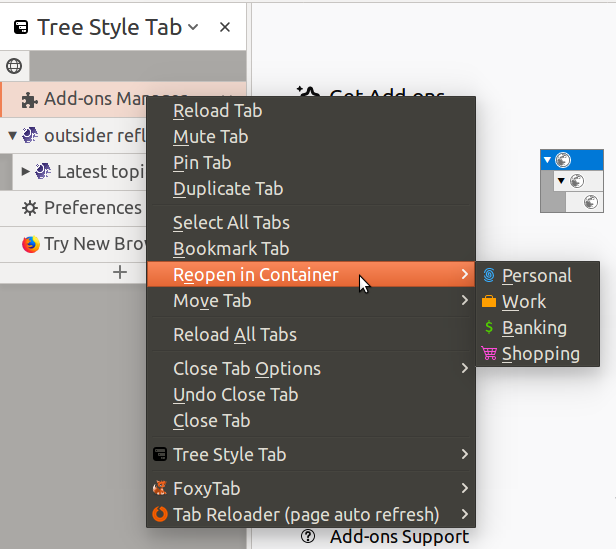 Tree Style Tab
Get Add-ons
Add-ons Manager
outsider refl
Latest topi
Preferences
Try New Brow
Reload Tab
Mute Tab
Pin Tab
Duplicate Tab
Select All Tabs
Bookmark Tab
Reopen in Container
Move Tab
Reload All Tabs
Close Tab Options
Undo Close Tab
Close Tab
Tree Style Tab
FoxyTab
Tab Reloader (page auto refresh)
Personal
Work
Banking
Shopping
Add-ons Support